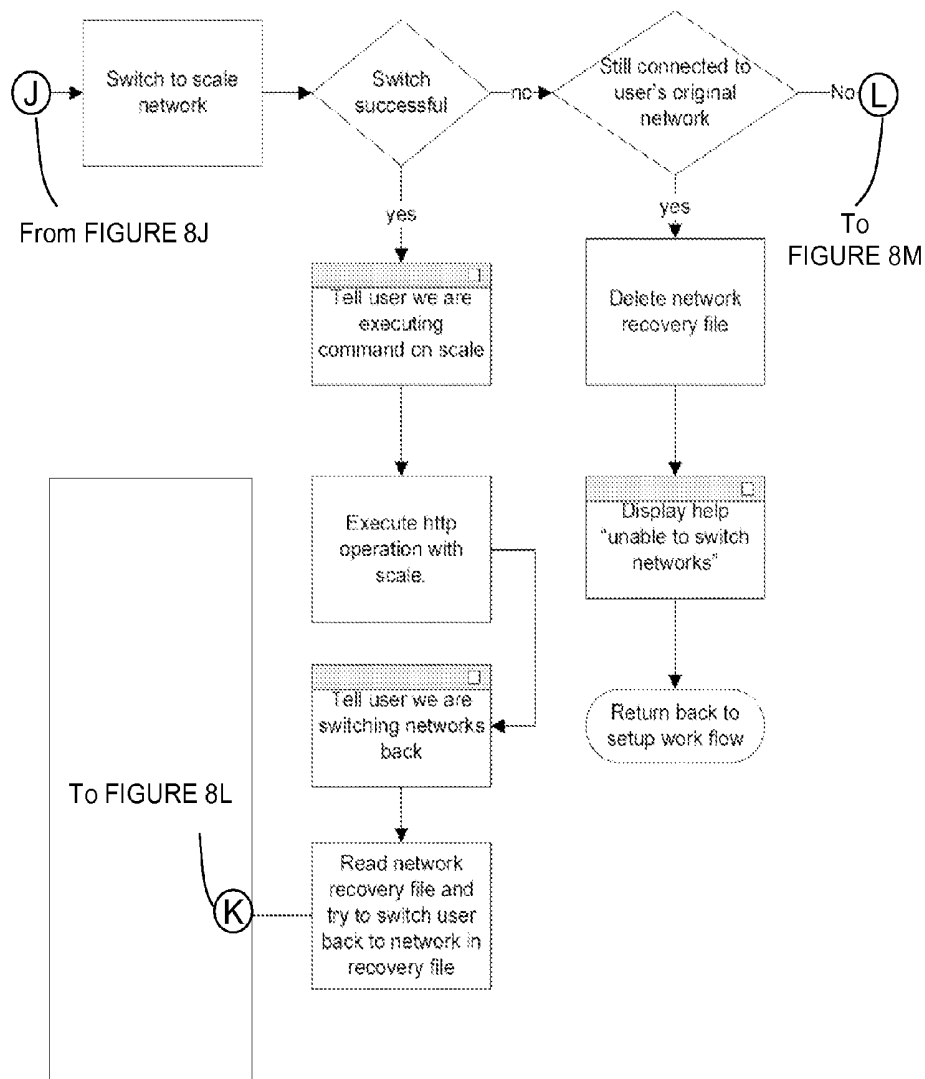 J
Switch to scale
network
Switch
successful
no
Still connected to
user's original
network
No
L
From FIGURE 8J
To
FIGURE 8M
yes
Tell user we are
executing
command on scale
yes
Delete network
recovery file
Execute http
operation with
scale.
Display help
“unable to switch
networks”
Tell user we are
switching networks
back
Return back to
setup work flow
To FIGURE 8L
K
Read network
recovery file and
try to switch user
back to network in
recovery file